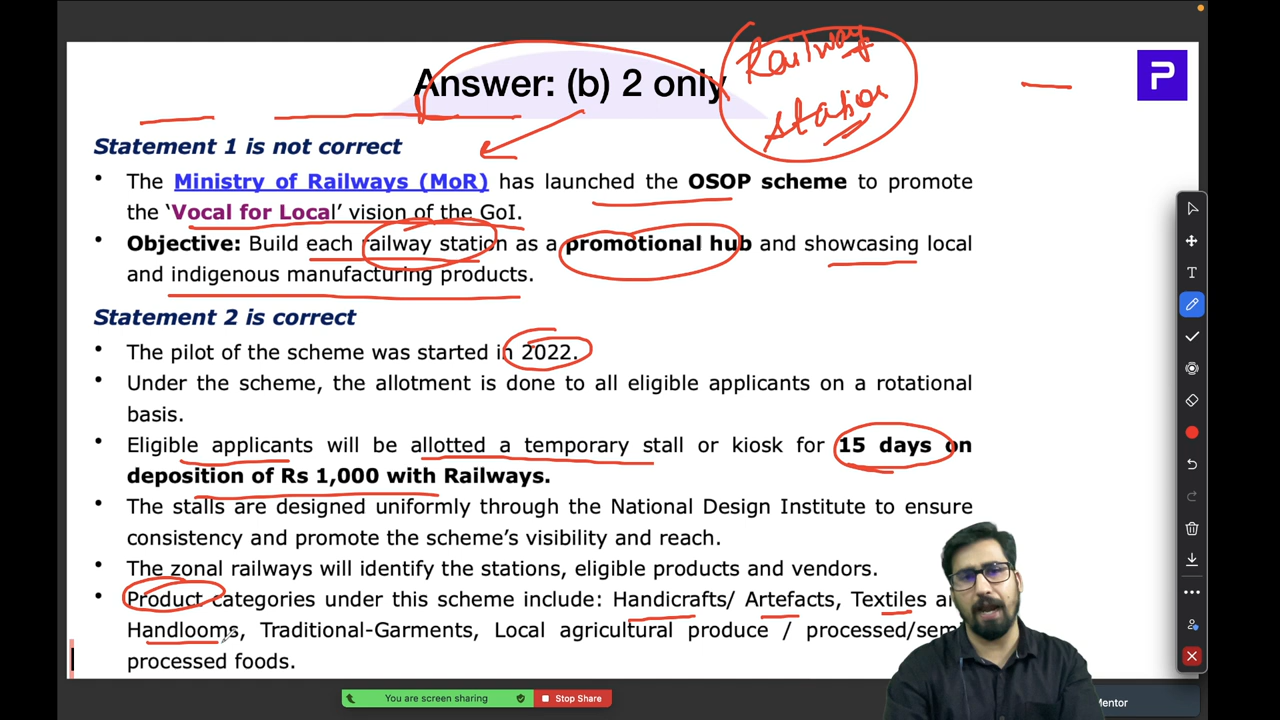 Answer: (b) 2 only
Railway
station
P
Statement 1 is not correct
• The Ministry of Railways (MoR) has launched the OSOP scheme to promote
the ‘Vocal for Local’ vision of the GoI.
• Objective: Build each railway station as a promotional hub and showcasing local
and indigenous manufacturing products.
Statement 2 is correct
• The pilot of the scheme was started in 2022.
• Under the scheme, the allotment is done to all eligible applicants on a rotational
basis.
• Eligible applicants will be allotted a temporary stall or kiosk for 15 days on
deposition of Rs 1,000 with Railways.
• The stalls are designed uniformly through the National Design Institute to ensure
consistency and promote the scheme’s visibility and reach.
• The zonal railways will identify the stations, eligible products and vendors.
• Product categories under this scheme include: Handicrafts/ Artefacts, Textiles
Handlooms, Traditional-Garments, Local agricultural produce / processed/semi
processed foods.
You are screen sharing
Stop Share
Mentor
T